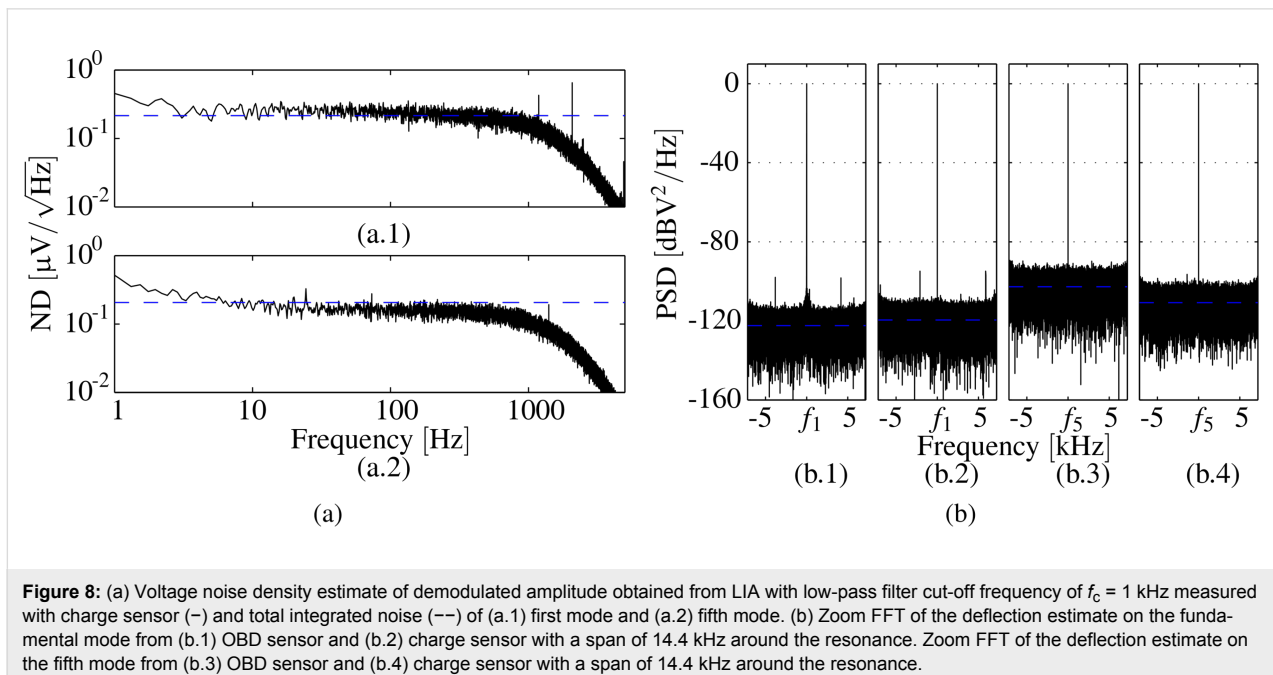 10^0
10^-1
10^-2
(a.1)
10^0
10^-1
10^-2
1 10 100 1000
Frequency [Hz]
(a.2)
ND [μV/√Hz]
(a)
0
-40
-80
-120
-160
PSD [dBV^2/Hz]
-5 f_1 5 -5 f_1 5 -5 f_5 5 -5 f_5 5
Frequency [kHz]
(b.1) (b.2) (b.3) (b.4)
(b)
Figure 8: (a) Voltage noise density estimate of demodulated amplitude obtained from LIA with low-pass filter cut-off frequency of f_c = 1 kHz measured
with charge sensor (–) and total integrated noise (−−) of (a.1) first mode and (a.2) fifth mode. (b) Zoom FFT of the deflection estimate on the funda-
mental mode from (b.1) OBD sensor and (b.2) charge sensor with a span of 14.4 kHz around the resonance. Zoom FFT of the deflection estimate on
the fifth mode from (b.3) OBD sensor and (b.4) charge sensor with a span of 14.4 kHz around the resonance.